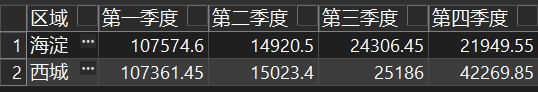 区域 第一季度 第二季度 第三季度 第四季度
1 海淀 ··· 107574.6 14920.5 24306.45 21949.55
2 西城 ··· 107361.45 15023.4 25186 42269.85